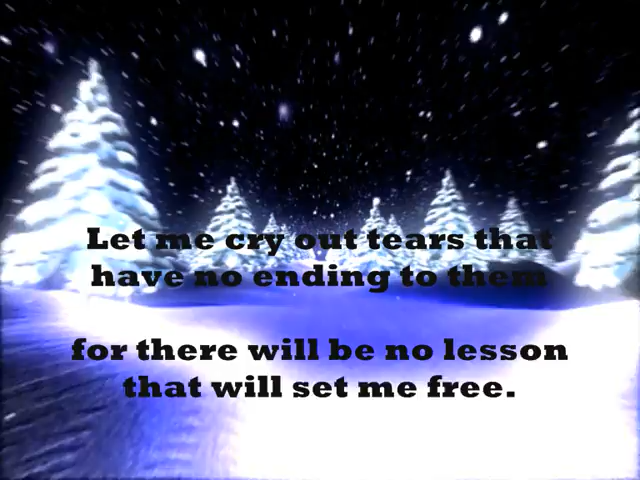 Let me cry out tears that
have no ending to them
for there will be no lesson
that will set me free.